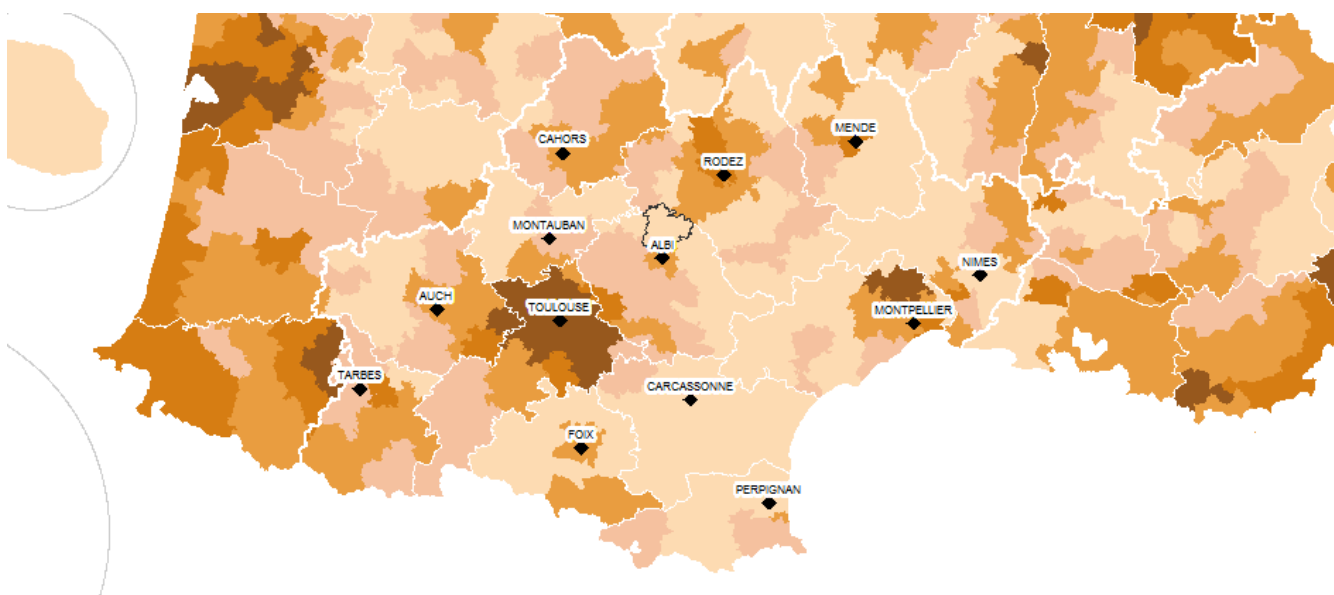 MENDE
CAHORS
RODEZ
MONTAUBAN
ALBI
NIMES
AUCH
TOULOUSE
MONTPELLIER
TARBES
CARCASSONNE
FOIX
PERPIGNAN